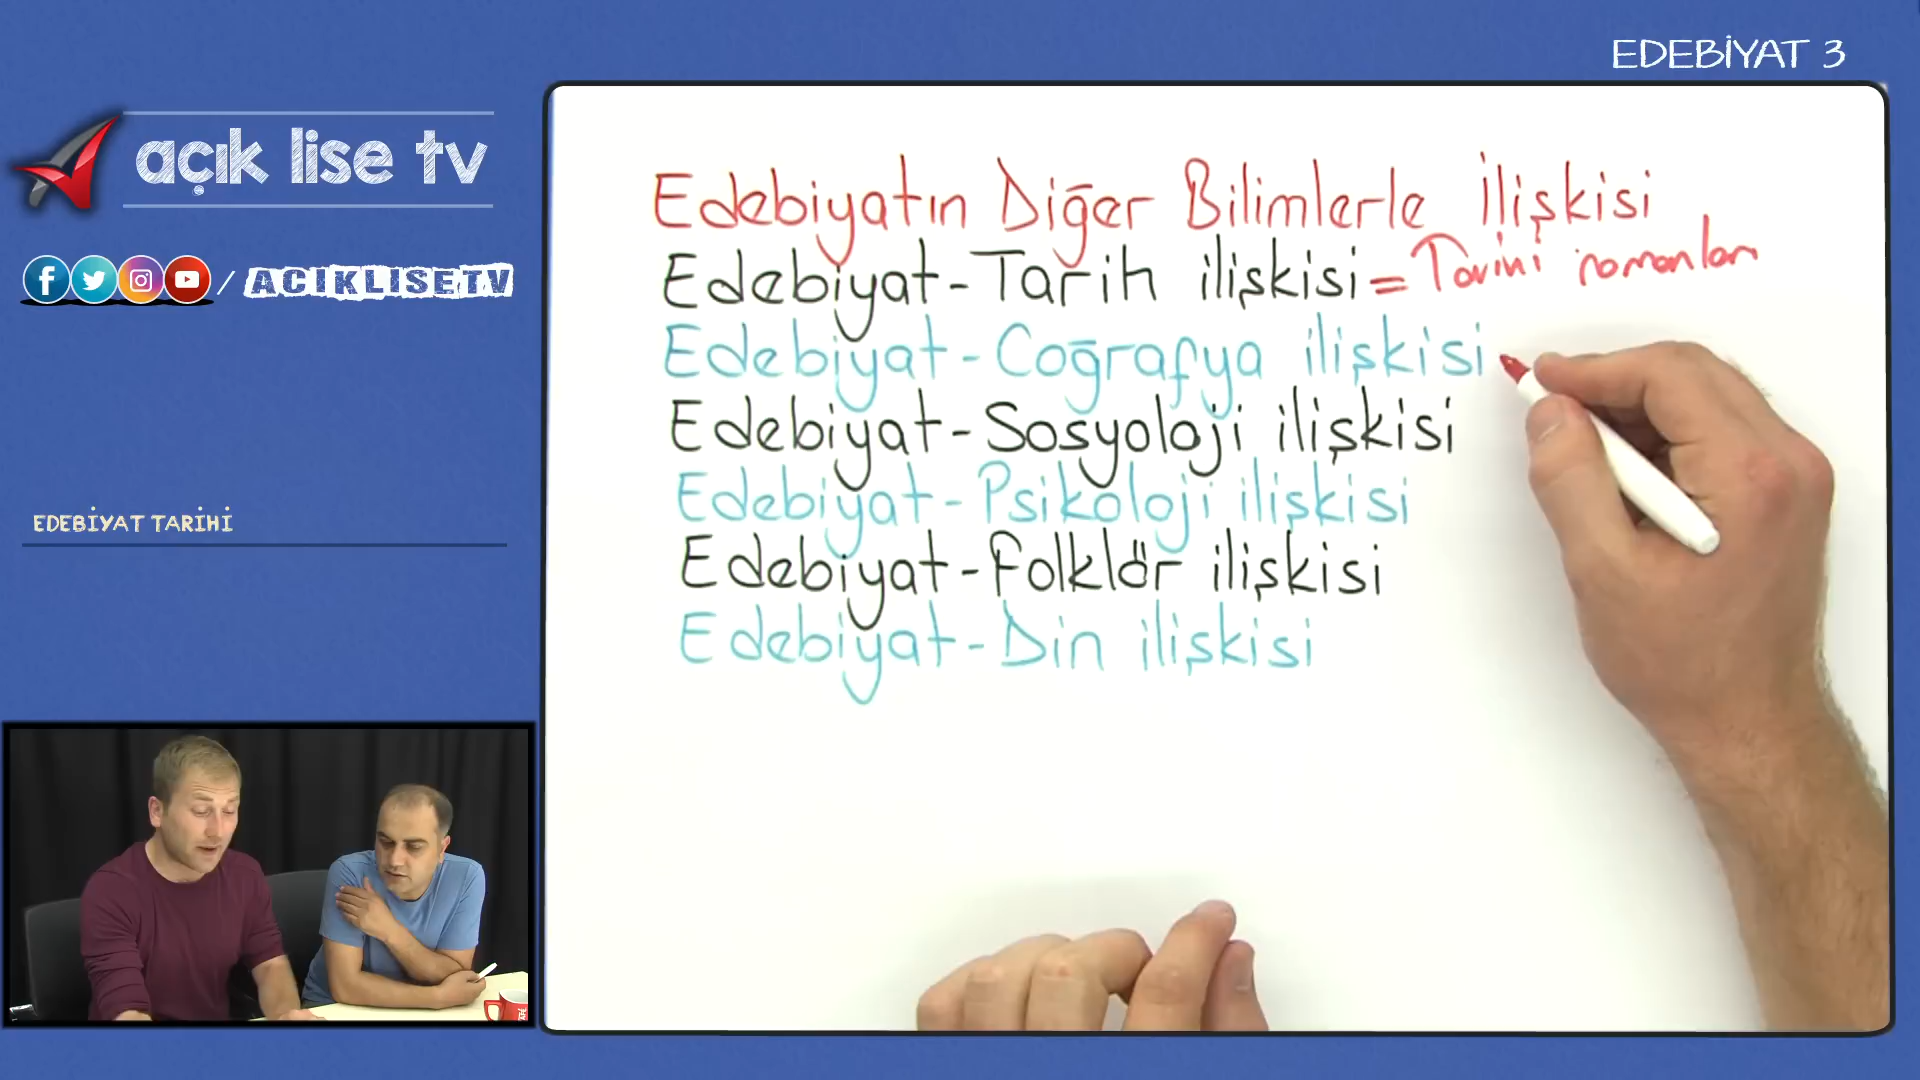 EDEBİYAT 3
açık lise tv
/ ACIKLISETV
EDEBİYAT TARİHİ
Edebiyatın Diğer Bilimlerle İlişkisi
Edebiyat-Tarih ilişkisi = Tarihi romanlar
Edebiyat-Coğrafya ilişkisi
Edebiyat-Sosyoloji ilişkisi
Edebiyat-Psikoloji ilişkisi
Edebiyat-Folklör ilişkisi
Edebiyat-Din ilişkisi